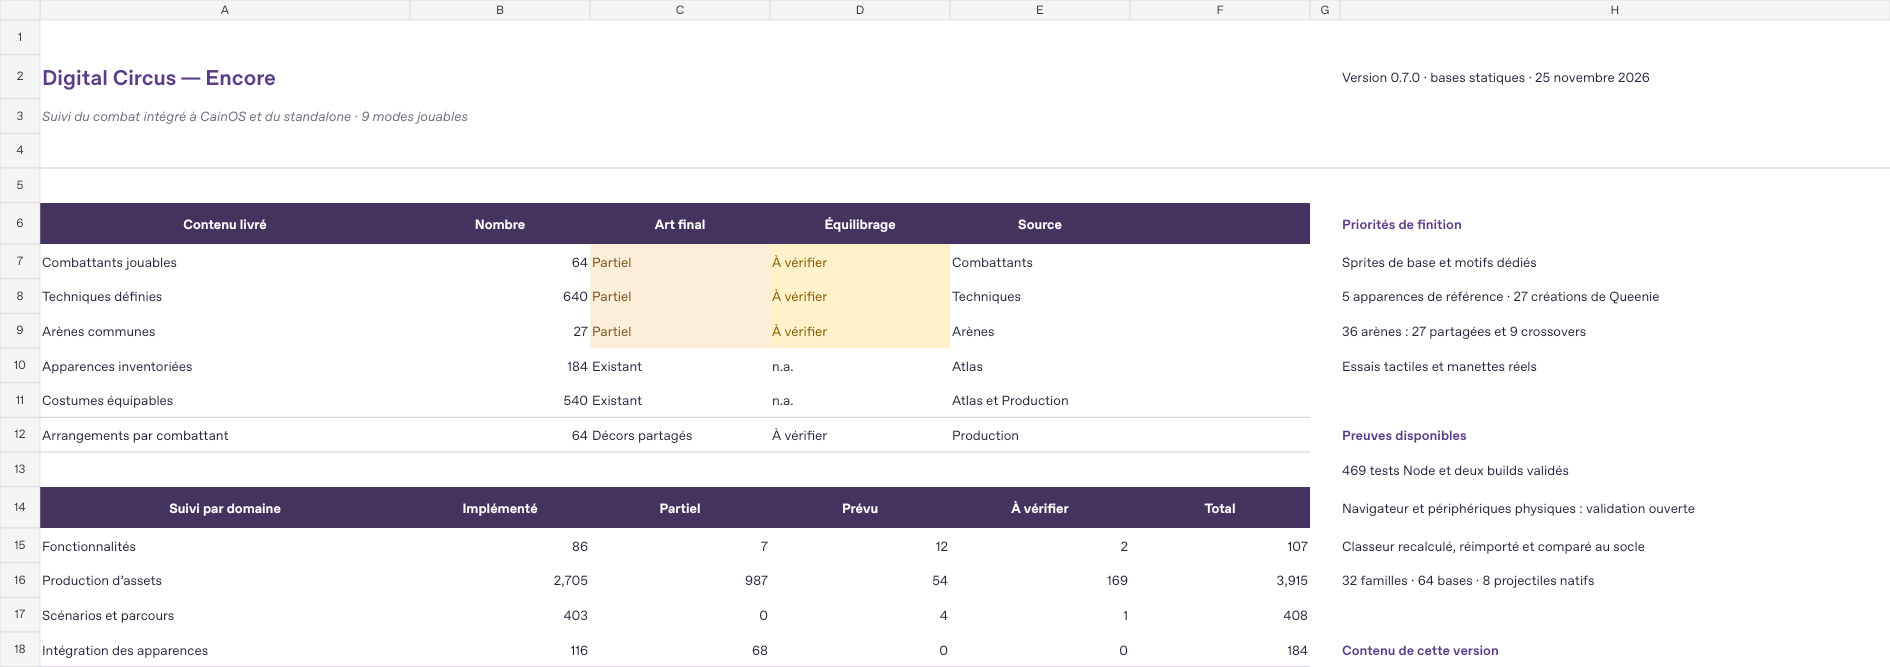 A B C D E F G H
1
2 Digital Circus — Encore Version 0.7.0 · bases statiques · 25 novembre 2026
3 Suivi du combat intégré à CainOS et du standalone · 9 modes jouables
4
5
6 Contenu livré Nombre Art final Équilibrage Source Priorités de finition
7 Combattants jouables 64 Partiel À vérifier Combattants Sprites de base et motifs dédiés
8 Techniques définies 640 Partiel À vérifier Techniques 5 apparences de référence · 27 créations de Queenie
9 Arènes communes 27 Partiel À vérifier Arènes 36 arènes : 27 partagées et 9 crossovers
10 Apparences inventoriées 184 Existant n.a. Atlas Essais tactiles et manettes réels
11 Costumes équipables 540 Existant n.a. Atlas et Production
12 Arrangements par combattant 64 Décors partagés À vérifier Production Preuves disponibles
13 469 tests Node et deux builds validés
14 Suivi par domaine Implémenté Partiel Prévu À vérifier Total Navigateur et périphériques physiques : validation ouverte
15 Fonctionnalités 86 7 12 2 107 Classeur recalculé, réimporté et comparé au socle
16 Production d’assets 2,705 987 54 169 3,915 32 familles · 64 bases · 8 projectiles natifs
17 Scénarios et parcours 403 0 4 1 408
18 Intégration des apparences 116 68 0 0 184 Contenu de cette version